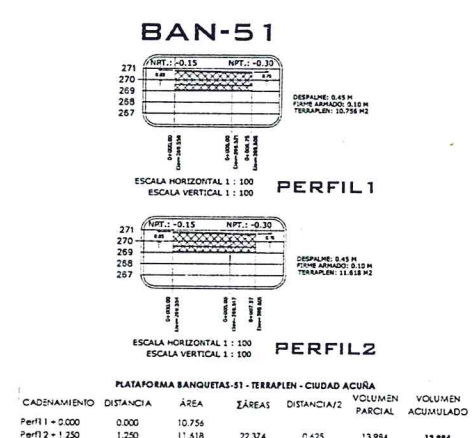 BAN-51
NPT.: -0.15 NPT.: -0.30
271
270
269
268
267
DESPALME: 0.45 M
FIRME ARMADO: 0.10 M
TERRAPLEN: 10.756 M2
ESCALA HORIZONTAL 1 : 100
ESCALA VERTICAL 1 : 100
PERFIL1
NPT.: -0.15 NPT.: -0.30
271
270
269
268
267
DESPALME: 0.45 M
FIRME ARMADO: 0.10 M
TERRAPLEN: 11.618 M2
ESCALA HORIZONTAL 1 : 100
ESCALA VERTICAL 1 : 100
PERFIL2
PLATAFORMA BANQUETAS-51 - TERRAPLEN - CIUDAD ACUÑA
CADENAMIENTO DISTANCIA ÁREA ΣÁREAS DISTANCIA/2 VOLUMEN PARCIAL VOLUMEN ACUMULADO
Perfl 1 + 0.000 0.000 10.756
Perfl 2 + 1.250 1.250 11.618 22.374 0.625 13.984